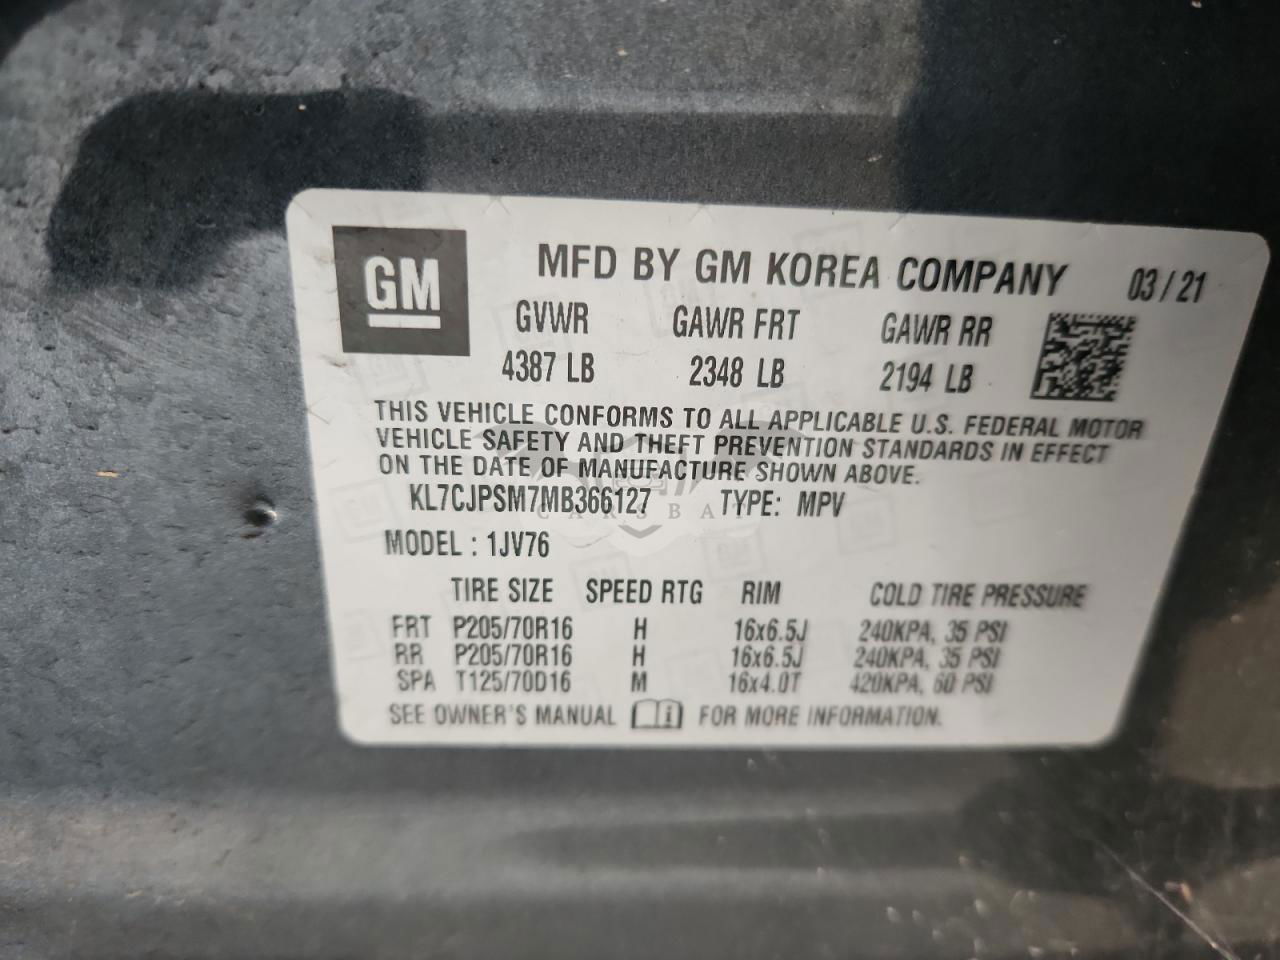 GM
MFD BY GM KOREA COMPANY 03/21
GVWR GAWR FRT GAWR RR
4387 LB 2348 LB 2194 LB
THIS VEHICLE CONFORMS TO ALL APPLICABLE U.S. FEDERAL MOTOR
VEHICLE SAFETY AND THEFT PREVENTION STANDARDS IN EFFECT
ON THE DATE OF MANUFACTURE SHOWN ABOVE.
KL7CJPSM7MB366127 TYPE: MPV
CARSBAT
MODEL : 1JV76
TIRE SIZE SPEED RTG RIM COLD TIRE PRESSURE
FRT P205/70R16 H 16x6.5J 240KPA, 35 PSI
RR P205/70R16 H 16x6.5J 240KPA, 35 PSI
SPA T125/70D16 M 16x4.0T 420KPA, 60 PSI
SEE OWNER'S MANUAL i FOR MORE INFORMATION.